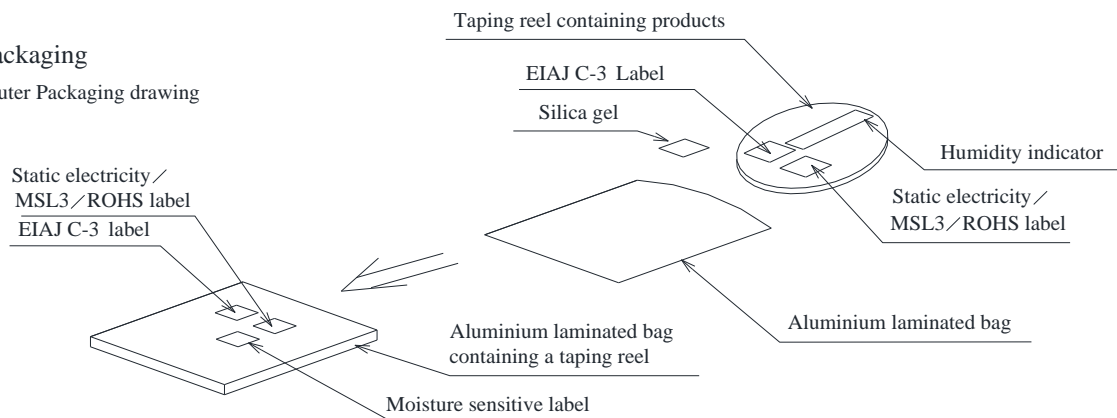 Taping reel containing products
ackaging
EIAJ C-3 Label
uter Packaging drawing
Silica gel
Humidity indicator
Static electricity／
MSL3／ROHS label
EIAJ C-3 label
Static electricity／
MSL3／ROHS label
Aluminium laminated bag
Aluminium laminated bag
containing a taping reel
Moisture sensitive label